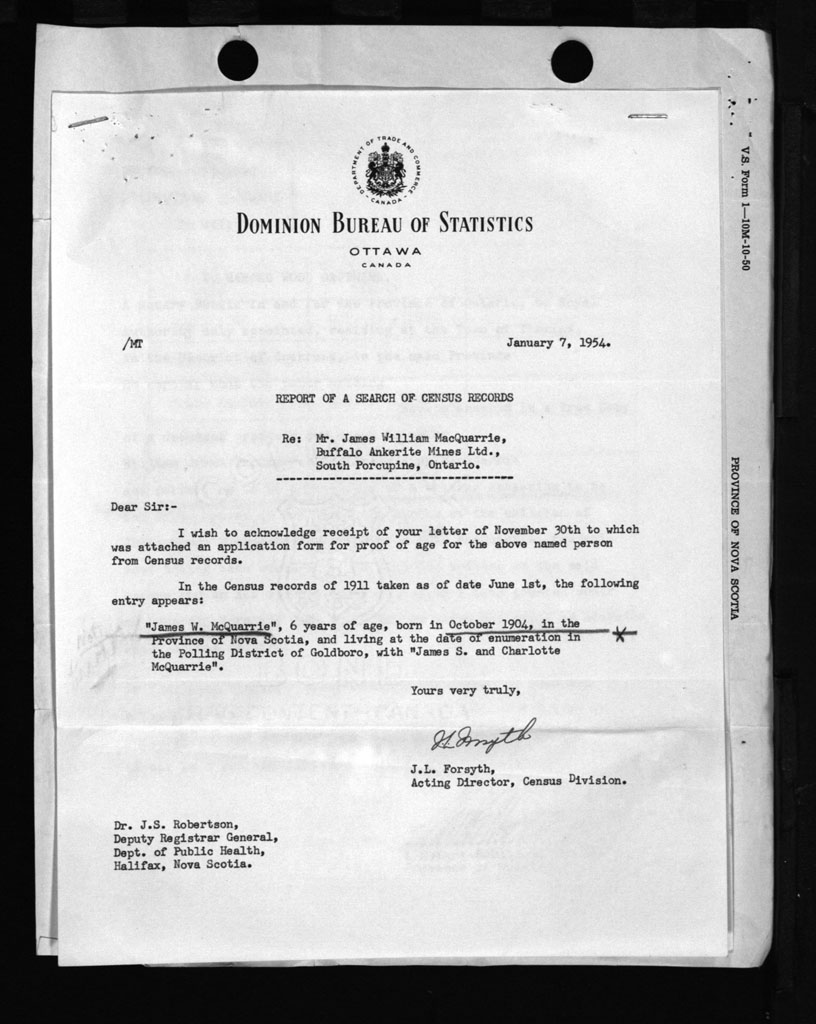 DEPARTMENT OF TRADE AND COMMERCE
CANADA
DOMINION BUREAU OF STATISTICS
OTTAWA
CANADA
/MT
January 7, 1954.
REPORT OF A SEARCH OF CENSUS RECORDS
Re: Mr. James William MacQuarrie,
Buffalo Ankerite Mines Ltd.,
South Porcupine, Ontario.
Dear Sir:-
I wish to acknowledge receipt of your letter of November 30th to which
was attached an application form for proof of age for the above named person
from Census records.
In the Census records of 1911 taken as of date June 1st, the following
entry appears:
"James W. McQuarrie", 6 years of age, born in October 1904, in the
Province of Nova Scotia, and living at the date of enumeration in
the Polling District of Goldboro, with "James S. and Charlotte
McQuarrie".
Yours very truly,
J.L. Forsyth,
Acting Director, Census Division.
Dr. J.S. Robertson,
Deputy Registrar General,
Dept. of Public Health,
Halifax, Nova Scotia.
V.S. Form 1—10M-10-50
PROVINCE OF NOVA SCOTIA